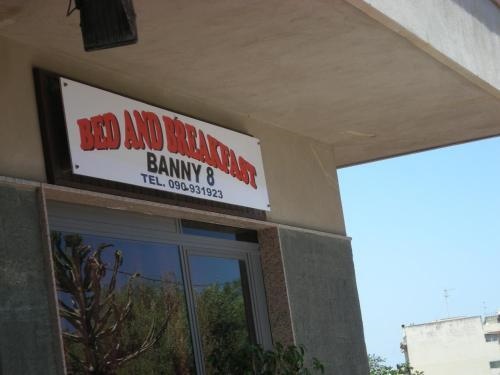 BED AND BREAKFAST
BANNY 8
TEL. 090-931923